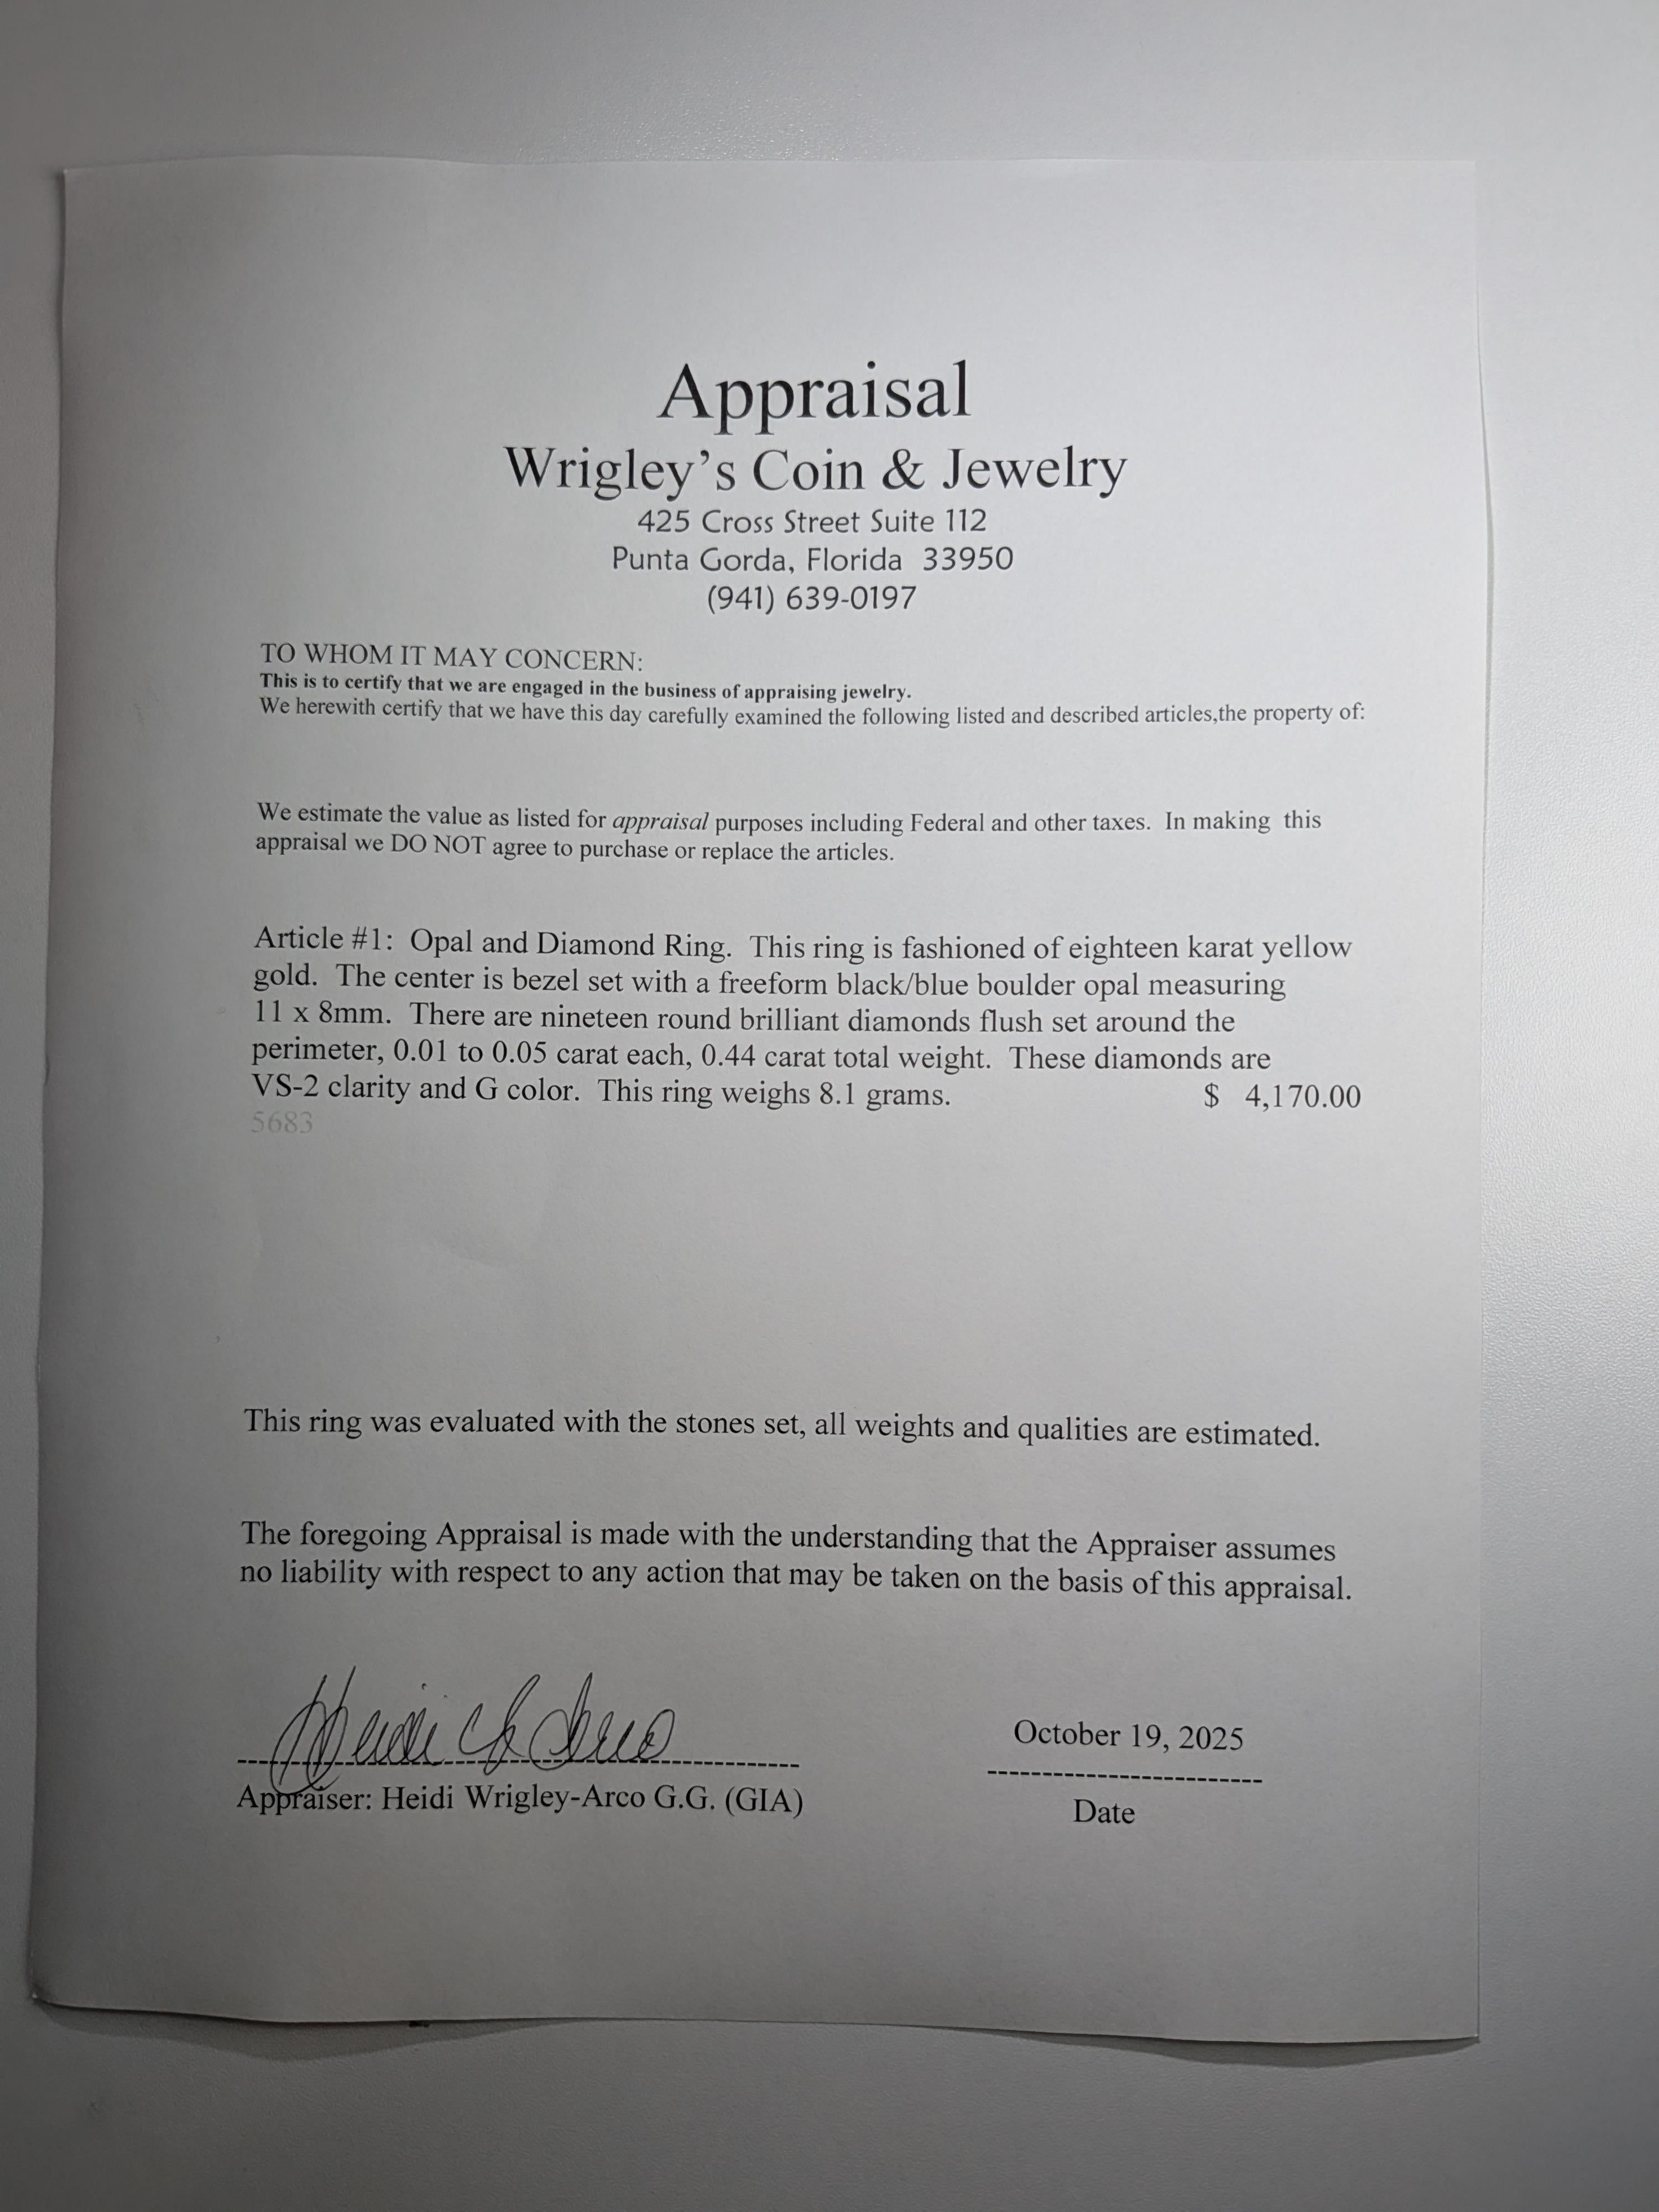 Appraisal
Wrigley’s Coin & Jewelry
425 Cross Street Suite 112
Punta Gorda, Florida 33950
(941) 639-0197
TO WHOM IT MAY CONCERN:
This is to certify that we are engaged in the business of appraising jewelry.
We herewith certify that we have this day carefully examined the following listed and described articles,the property of:
We estimate the value as listed for appraisal purposes including Federal and other taxes. In making this
appraisal we DO NOT agree to purchase or replace the articles.
Article #1: Opal and Diamond Ring. This ring is fashioned of eighteen karat yellow
gold. The center is bezel set with a freeform black/blue boulder opal measuring
11 x 8mm. There are nineteen round brilliant diamonds flush set around the
perimeter, 0.01 to 0.05 carat each, 0.44 carat total weight. These diamonds are
VS-2 clarity and G color. This ring weighs 8.1 grams. $ 4,170.00
5683
This ring was evaluated with the stones set, all weights and qualities are estimated.
The foregoing Appraisal is made with the understanding that the Appraiser assumes
no liability with respect to any action that may be taken on the basis of this appraisal.
October 19, 2025
Appraiser: Heidi Wrigley-Arco G.G. (GIA)
Date